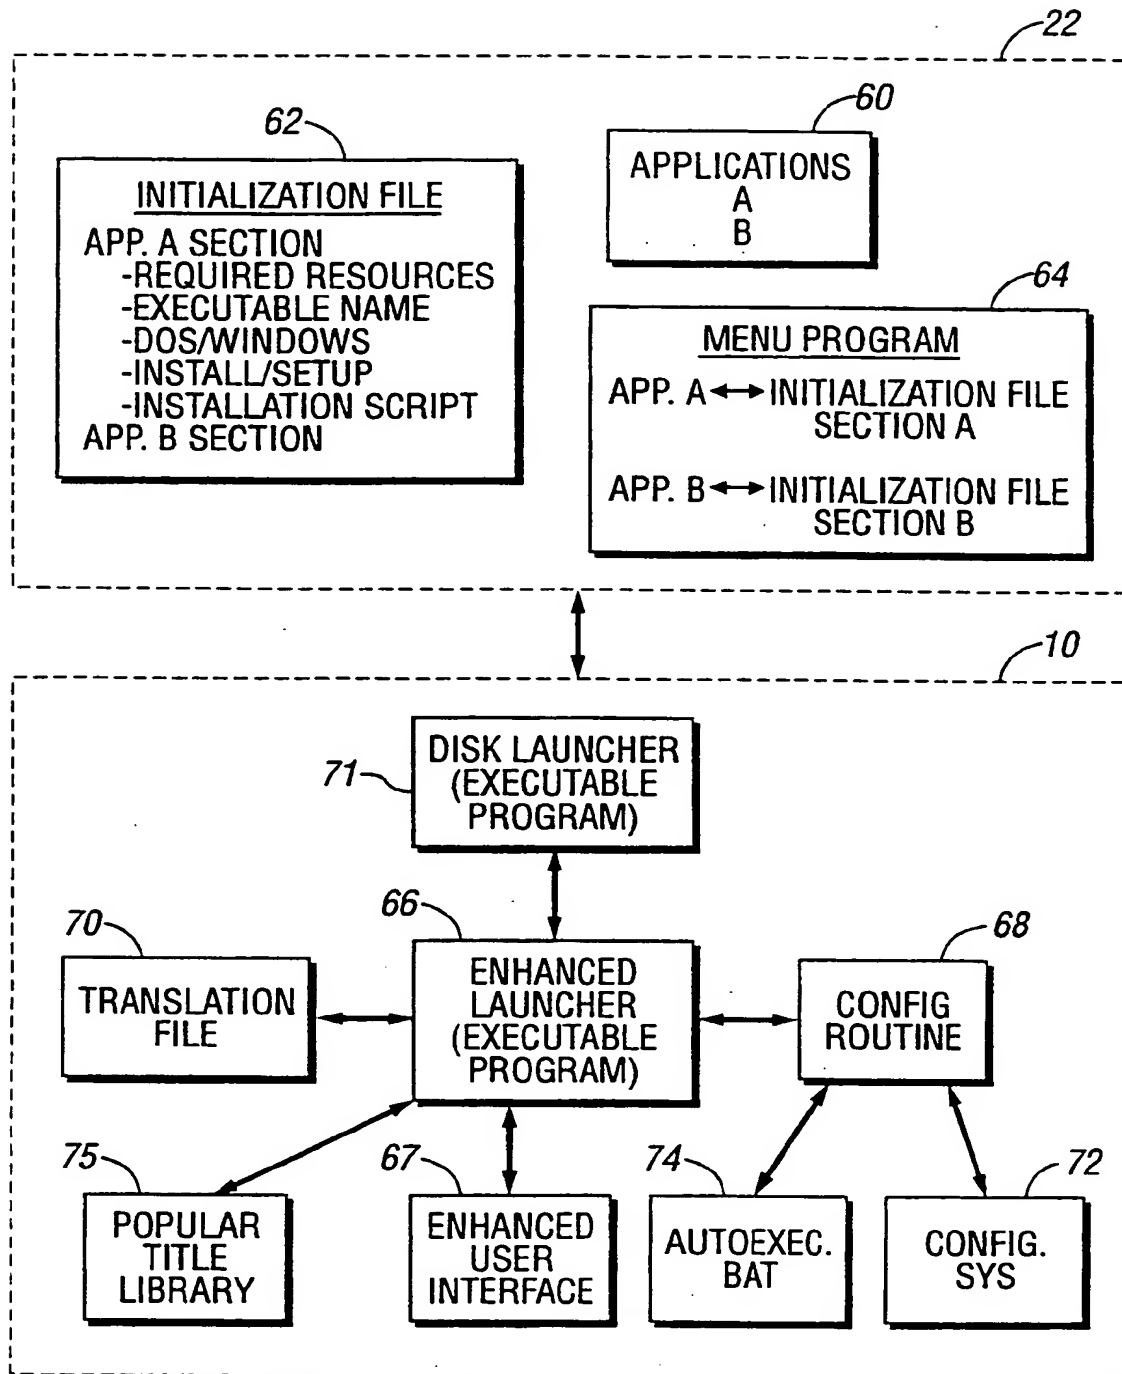 22
62
INITIALIZATION FILE
APP. A SECTION
-REQUIRED RESOURCES
-EXECUTABLE NAME
-DOS/WINDOWS
-INSTALL/SETUP
-INSTALLATION SCRIPT
APP. B SECTION
60
APPLICATIONS
A
B
64
MENU PROGRAM
APP. A INITIALIZATION FILE
SECTION A
APP. B INITIALIZATION FILE
SECTION B
10
71
DISK LAUNCHER
(EXECUTABLE
PROGRAM)
70
TRANSLATION
FILE
66
ENHANCED
LAUNCHER
(EXECUTABLE
PROGRAM)
68
CONFIG
ROUTINE
75
POPULAR
TITLE
LIBRARY
67
ENHANCED
USER
INTERFACE
74
AUTOEXEC.
BAT
72
CONFIG.
SYS